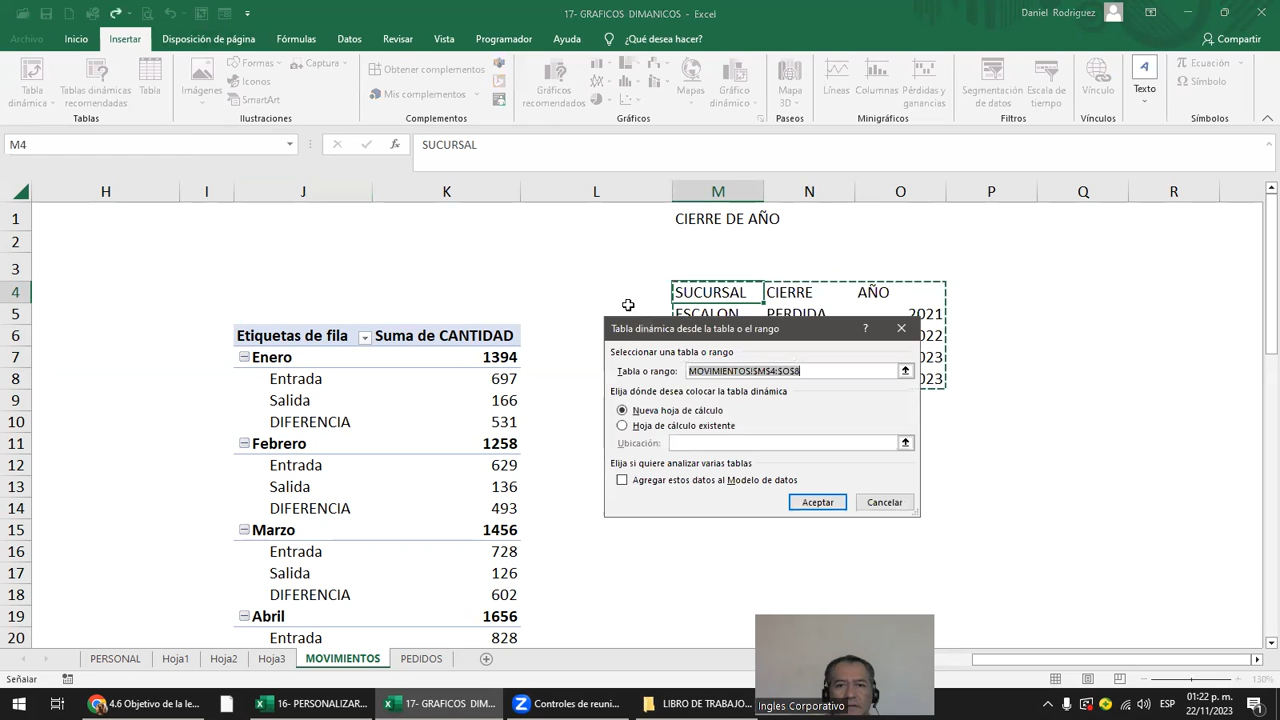 17- GRAFICOS DIMANICOS - Excel
Daniel Rodriguez
Archivo Inicio Insertar Disposición de página Fórmulas Datos Revisar Vista Programador Ayuda ¿Qué desea hacer? Compartir
Tabla dinámica
Tablas dinámicas recomendadas
Tabla
Imágenes
Formas
Iconos
SmartArt
Captura
Obtener complementos
Mis complementos
Gráficos recomendados
Mapas
Gráfico dinámico
Mapa 3D
Líneas
Columnas
Pérdidas y ganancias
Segmentación de datos
Escala de tiempo
Vínculo
Texto
Ecuación
Símbolo
Tablas Ilustraciones Complementos Gráficos Paseos Minigráficos Filtros Vínculos Símbolos
M4 fx SUCURSAL
H I J K L M N O P Q R
1 CIERRE DE AÑO
2
3
4 SUCURSAL CIERRE AÑO
5 ESCALON PERDIDA 2021
6 Etiquetas de fila Suma de CANTIDAD
7 Enero 1394
8 Entrada 697
9 Salida 166
10 DIFERENCIA 531
11 Febrero 1258
12 Entrada 629
13 Salida 136
14 DIFERENCIA 493
15 Marzo 1456
16 Entrada 728
17 Salida 126
18 DIFERENCIA 602
19 Abril 1656
20 Entrada 828
Tabla dinámica desde la tabla o el rango ?
Seleccionar una tabla o rango
Tabla o rango: MOVIMIENTOS!$M$4:$O$8
Elija dónde desea colocar la tabla dinámica
Nueva hoja de cálculo
Hoja de cálculo existente
Ubicación:
Elija si quiere analizar varias tablas
Agregar estos datos al Modelo de datos
Aceptar Cancelar
PERSONAL Hoja1 Hoja2 Hoja3 MOVIMIENTOS PEDIDOS
Señalar 130%
Ingles Corporativo
4.6 Objetivo de la le... 16- PERSONALIZAR... 17- GRAFICOS DIM... Controles de reuni... LIBRO DE TRABAJO... ESP 01:22 p. m.
22/11/2023